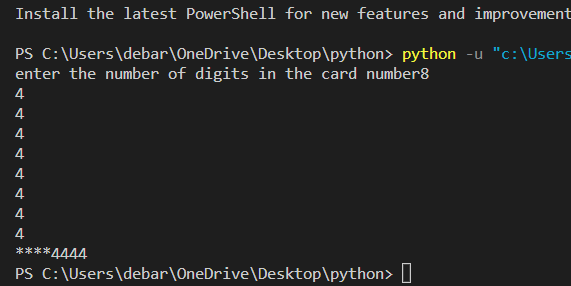 Install the latest PowerShell for new features and improvement
PS C:\Users\debar\OneDrive\Desktop\python> python -u "c:\Users
enter the number of digits in the card number8
4
4
4
4
4
4
4
4
****4444
PS C:\Users\debar\OneDrive\Desktop\python>